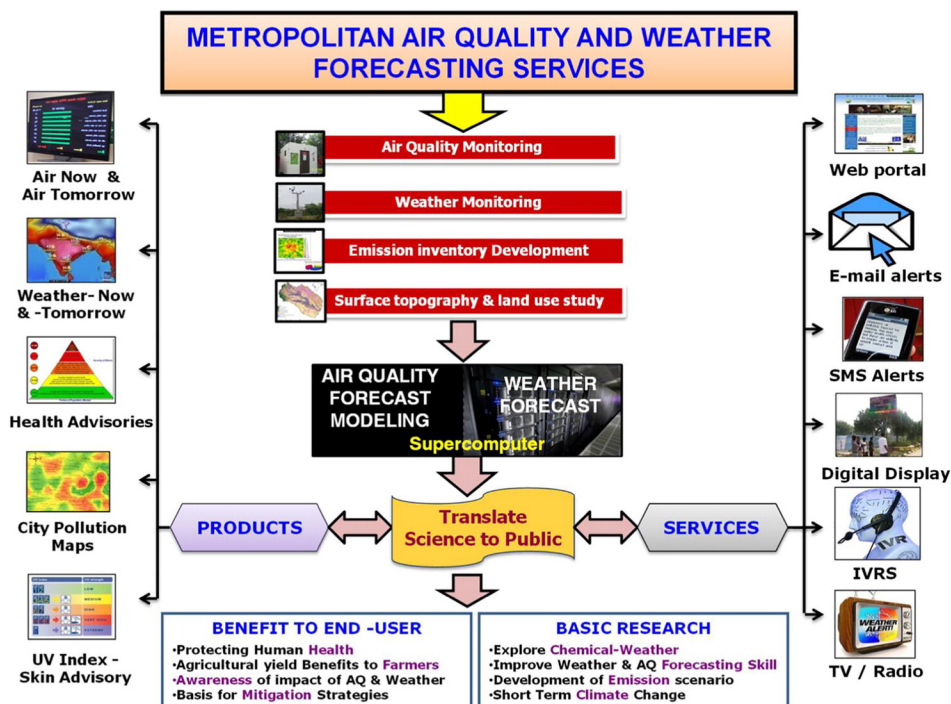 METROPOLITAN AIR QUALITY AND WEATHER
FORECASTING SERVICES
Air Quality Monitoring
Weather Monitoring
Emission inventory Development
Surface topography & land use study
AIR QUALITY
FORECAST
MODELING
WEATHER
FORECAST
Supercomputer
Translate
Science to Public
PRODUCTS
SERVICES
Air Now &
Air Tomorrow
Weather- Now
& -Tomorrow
Health Advisories
City Pollution
Maps
UV Index -
Skin Advisory
Web portal
E-mail alerts
SMS Alerts
Digital Display
IVR
IVRS
WEATHER
ALERT!
TV / Radio
BENEFIT TO END -USER
•Protecting Human Health
•Agricultural yield Benefits to Farmers
•Awareness of impact of AQ & Weather
•Basis for Mitigation Strategies
BASIC RESEARCH
•Explore Chemical-Weather
•Improve Weather & AQ Forecasting Skill
•Development of Emission scenario
•Short Term Climate Change